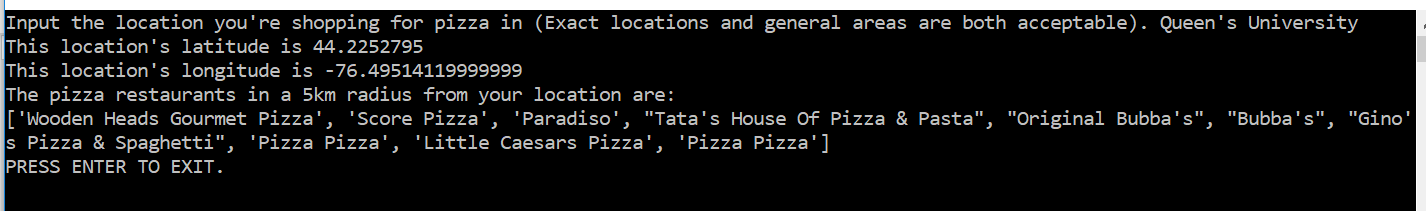 Input the location you're shopping for pizza in (Exact locations and general areas are both acceptable). Queen's University
This location's latitude is 44.2252795
This location's longitude is -76.49514119999999
The pizza restaurants in a 5km radius from your location are:
['Wooden Heads Gourmet Pizza', 'Score Pizza', 'Paradiso', "Tata's House Of Pizza & Pasta", "Original Bubba's", "Bubba's", "Gino'
s Pizza & Spaghetti", 'Pizza Pizza', 'Little Caesars Pizza', 'Pizza Pizza']
PRESS ENTER TO EXIT.